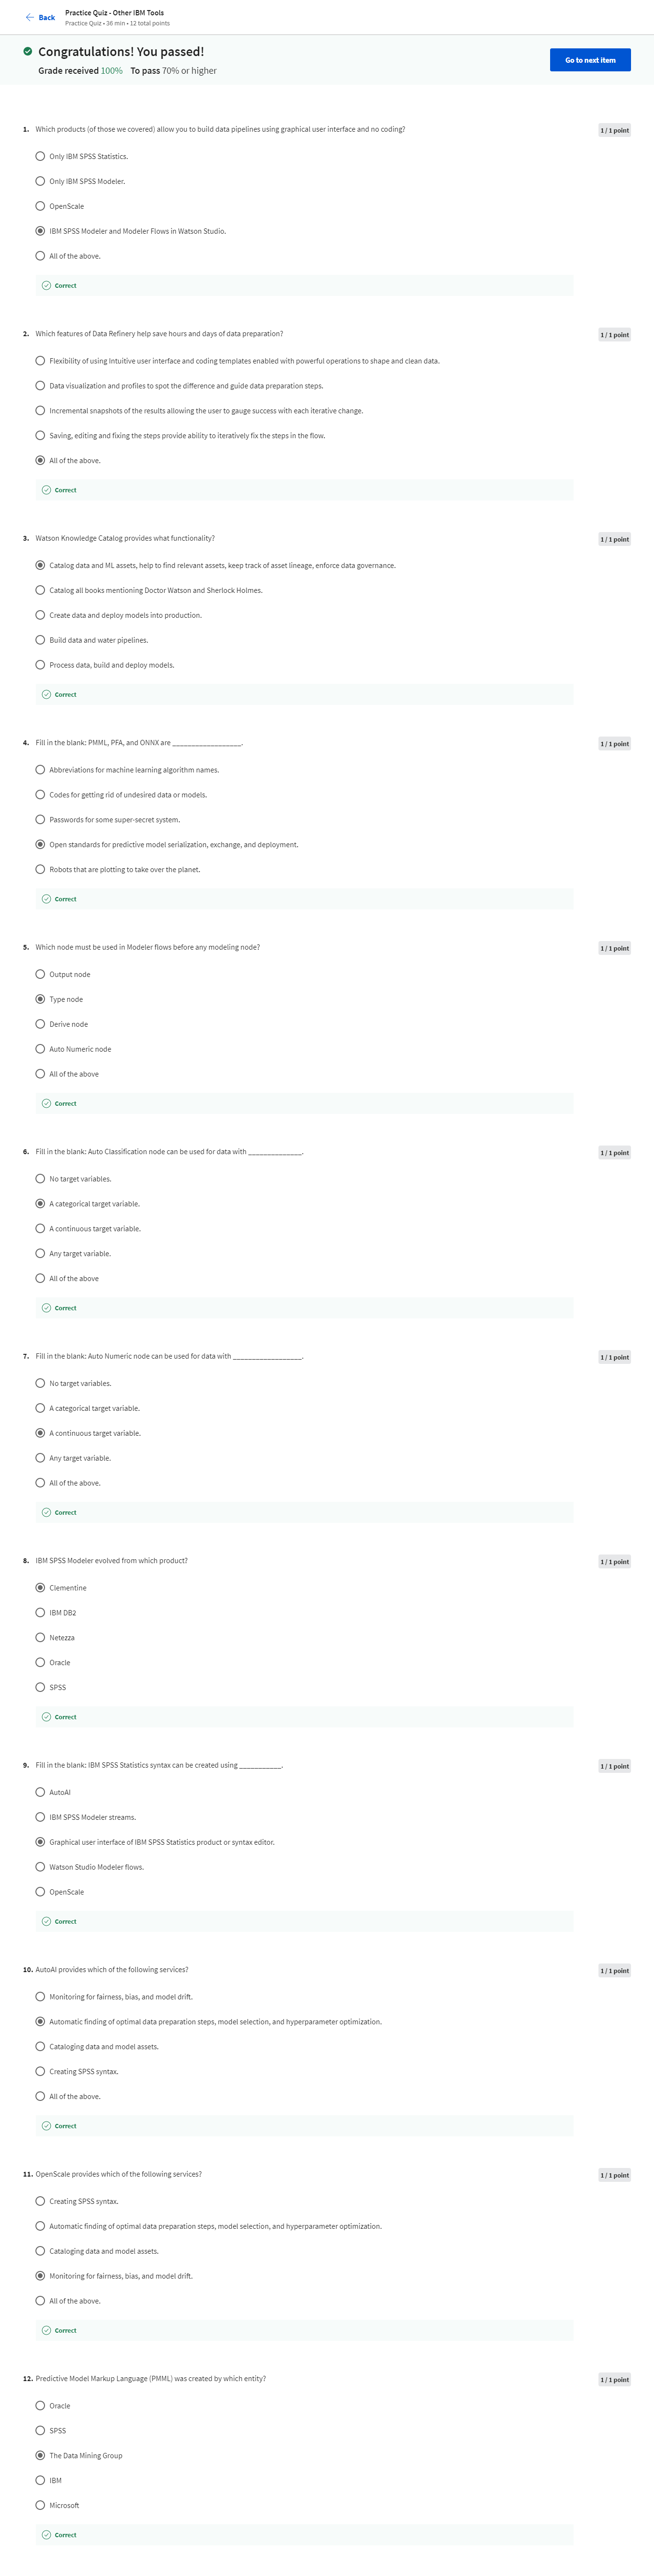 Back
Practice Quiz - Other IBM Tools
Practice Quiz • 36 min • 12 total points
Congratulations! You passed!
Grade received 100% To pass 70% or higher
Go to next item
1. Which products (of those we covered) allow you to build data pipelines using graphical user interface and no coding?
1 / 1 point
Only IBM SPSS Statistics.
Only IBM SPSS Modeler.
OpenScale
IBM SPSS Modeler and Modeler Flows in Watson Studio.
All of the above.
Correct
2. Which features of Data Refinery help save hours and days of data preparation?
1 / 1 point
Flexibility of using Intuitive user interface and coding templates enabled with powerful operations to shape and clean data.
Data visualization and profiles to spot the difference and guide data preparation steps.
Incremental snapshots of the results allowing the user to gauge success with each iterative change.
Saving, editing and fixing the steps provide ability to iteratively fix the steps in the flow.
All of the above.
Correct
3. Watson Knowledge Catalog provides what functionality?
1 / 1 point
Catalog data and ML assets, help to find relevant assets, keep track of asset lineage, enforce data governance.
Catalog all books mentioning Doctor Watson and Sherlock Holmes.
Create data and deploy models into production.
Build data and water pipelines.
Process data, build and deploy models.
Correct
4. Fill in the blank: PMML, PFA, and ONNX are __________________.
1 / 1 point
Abbreviations for machine learning algorithm names.
Codes for getting rid of undesired data or models.
Passwords for some super-secret system.
Open standards for predictive model serialization, exchange, and deployment.
Robots that are plotting to take over the planet.
Correct
5. Which node must be used in Modeler flows before any modeling node?
1 / 1 point
Output node
Type node
Derive node
Auto Numeric node
All of the above
Correct
6. Fill in the blank: Auto Classification node can be used for data with ______________.
1 / 1 point
No target variables.
A categorical target variable.
A continuous target variable.
Any target variable.
All of the above
Correct
7. Fill in the blank: Auto Numeric node can be used for data with __________________.
1 / 1 point
No target variables.
A categorical target variable.
A continuous target variable.
Any target variable.
All of the above.
Correct
8. IBM SPSS Modeler evolved from which product?
1 / 1 point
Clementine
IBM DB2
Netezza
Oracle
SPSS
Correct
9. Fill in the blank: IBM SPSS Statistics syntax can be created using ___________.
1 / 1 point
AutoAI
IBM SPSS Modeler streams.
Graphical user interface of IBM SPSS Statistics product or syntax editor.
Watson Studio Modeler flows.
OpenScale
Correct
10. AutoAI provides which of the following services?
1 / 1 point
Monitoring for fairness, bias, and model drift.
Automatic finding of optimal data preparation steps, model selection, and hyperparameter optimization.
Cataloging data and model assets.
Creating SPSS syntax.
All of the above.
Correct
11. OpenScale provides which of the following services?
1 / 1 point
Creating SPSS syntax.
Automatic finding of optimal data preparation steps, model selection, and hyperparameter optimization.
Cataloging data and model assets.
Monitoring for fairness, bias, and model drift.
All of the above.
Correct
12. Predictive Model Markup Language (PMML) was created by which entity?
1 / 1 point
Oracle
SPSS
The Data Mining Group
IBM
Microsoft
Correct